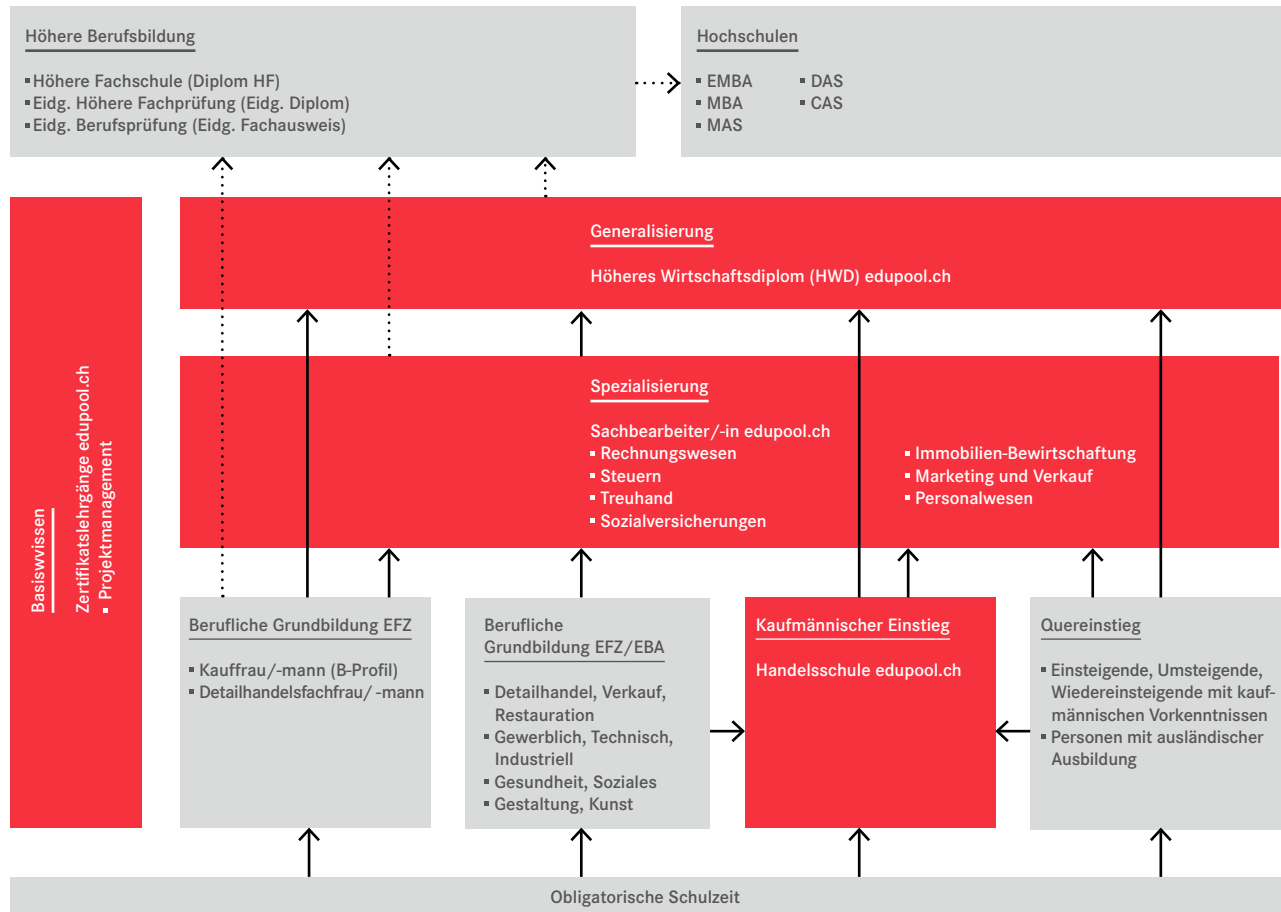 Höhere Berufsbildung
▪ Höhere Fachschule (Diplom HF)
▪ Eidg. Höhere Fachprüfung (Eidg. Diplom)
▪ Eidg. Berufsprüfung (Eidg. Fachausweis)
Hochschulen
▪ EMBA
▪ MBA
▪ MAS
▪ DAS
▪ CAS
Basiswvissen
Zertifikatslehrgänge edupool.ch
▪ Projektmanagement
Generalisierung
Höheres Wirtschaftsdiplom (HWD) edupool.ch
Spezialisierung
Sachbearbeiter/-in edupool.ch
▪ Rechnungswesen
▪ Steuern
▪ Treuhand
▪ Sozialversicherungen
▪ Immobilien-Bewirtschaftung
▪ Marketing und Verkauf
▪ Personalwesen
Berufliche Grundbildung EFZ
▪ Kauffrau/-mann (B-Profil)
▪ Detailhandelsfachfrau/ -mann
Berufliche
Grundbildung EFZ/EBA
▪ Detailhandel, Verkauf,
Restauration
▪ Gewerblich, Technisch,
Industriell
▪ Gesundheit, Soziales
▪ Gestaltung, Kunst
Kaufmännischer Einstieg
Handelsschule edupool.ch
Quereinstieg
▪ Einsteigende, Umsteigende,
Wiedereinsteigende mit kauf-
männischen Vorkenntnissen
▪ Personen mit ausländischer
Ausbildung
Obligatorische Schulzeit